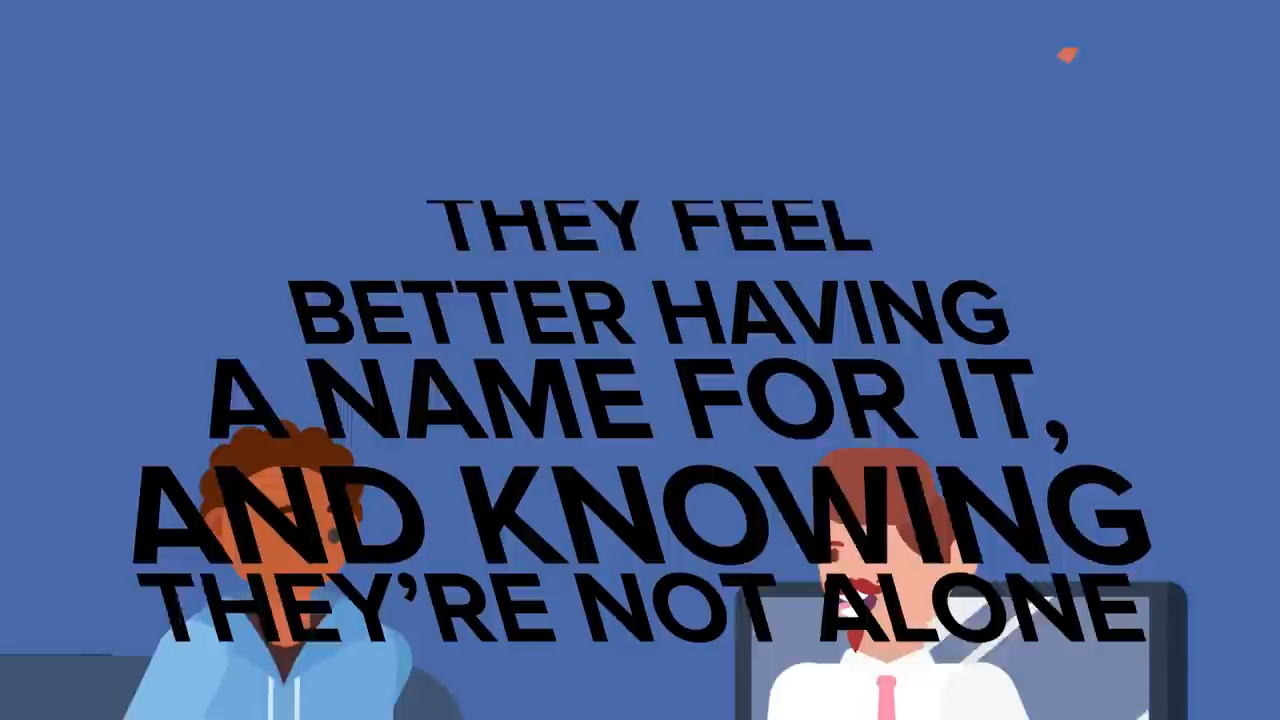 THEY FEEL
BETTER HAVING
A NAME FOR IT,
AND KNOWING
THEY’RE NOT ALONE